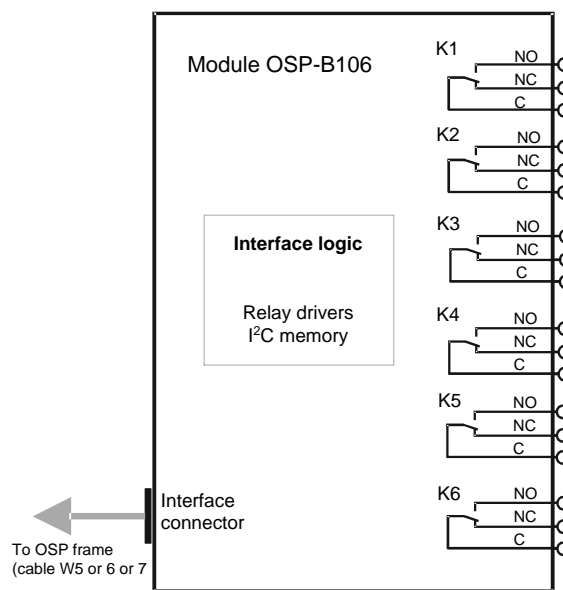 Module OSP-B106
K1
NO
NC
C
K2
NO
NC
C
K3
NO
NC
C
Interface logic
Relay drivers
I²C memory
K4
NO
NC
C
K5
NO
NC
C
K6
NO
NC
C
Interface
connector
To OSP frame
(cable W5 or 6 or 7